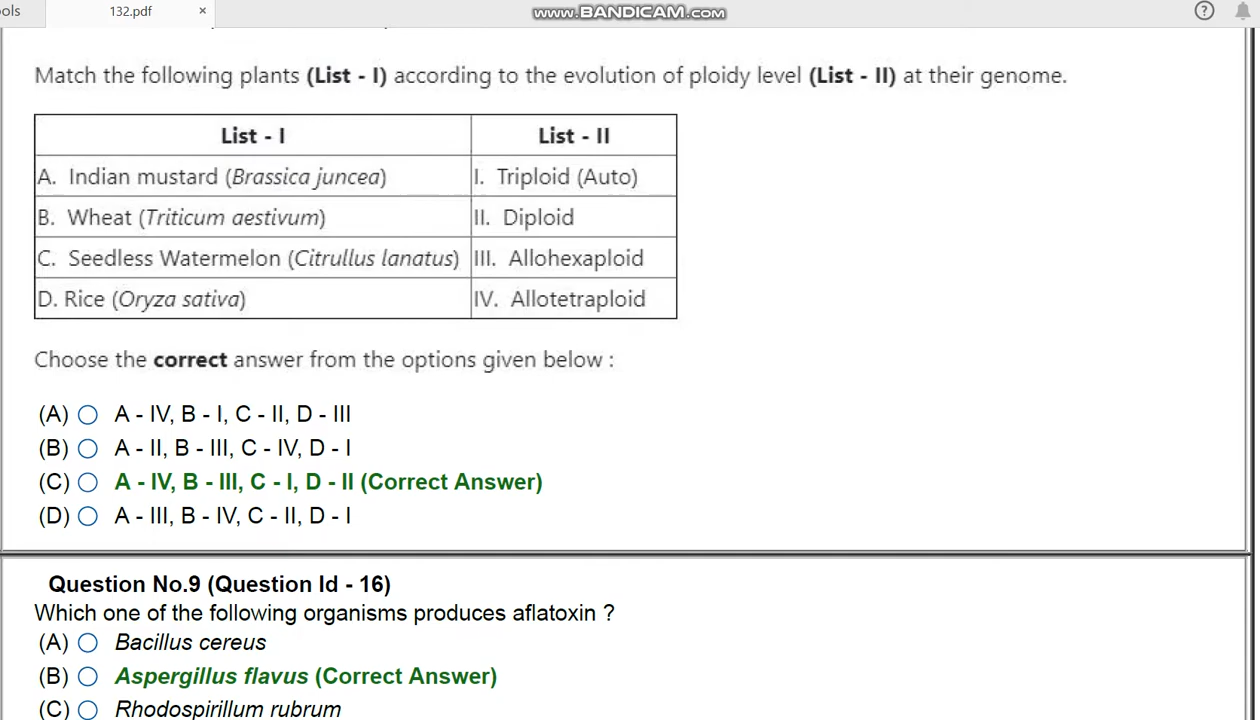 ols
132.pdf
×
www.BANDICAM.com
?
Match the following plants (List - I) according to the evolution of ploidy level (List - II) at their genome.
List - I
List - II
A. Indian mustard (Brassica juncea)
I. Triploid (Auto)
B. Wheat (Triticum aestivum)
II. Diploid
C. Seedless Watermelon (Citrullus lanatus)
III. Allohexaploid
D. Rice (Oryza sativa)
IV. Allotetraploid
Choose the correct answer from the options given below :
(A) A - IV, B - I, C - II, D - III
(B) A - II, B - III, C - IV, D - I
(C) A - IV, B - III, C - I, D - II (Correct Answer)
(D) A - III, B - IV, C - II, D - I
Question No.9 (Question Id - 16)
Which one of the following organisms produces aflatoxin ?
(A) Bacillus cereus
(B) Aspergillus flavus (Correct Answer)
(C) Rhodospirillum rubrum